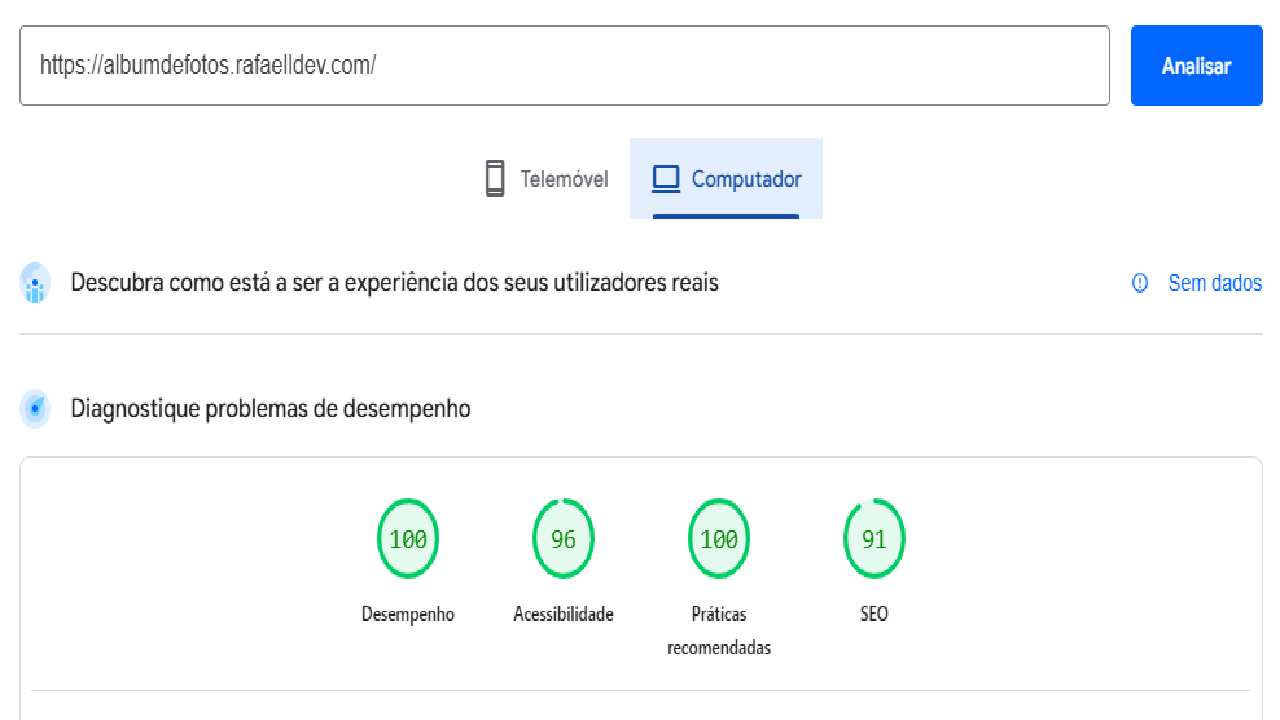 https://albumdefotos.rafaelldev.com/
Analisar
Telemóvel
Computador
Descubra como está a ser a experiência dos seus utilizadores reais
Sem dados
Diagnostique problemas de desempenho
100
96
100
91
Desempenho
Acessibilidade
Práticas
recomendadas
SEO